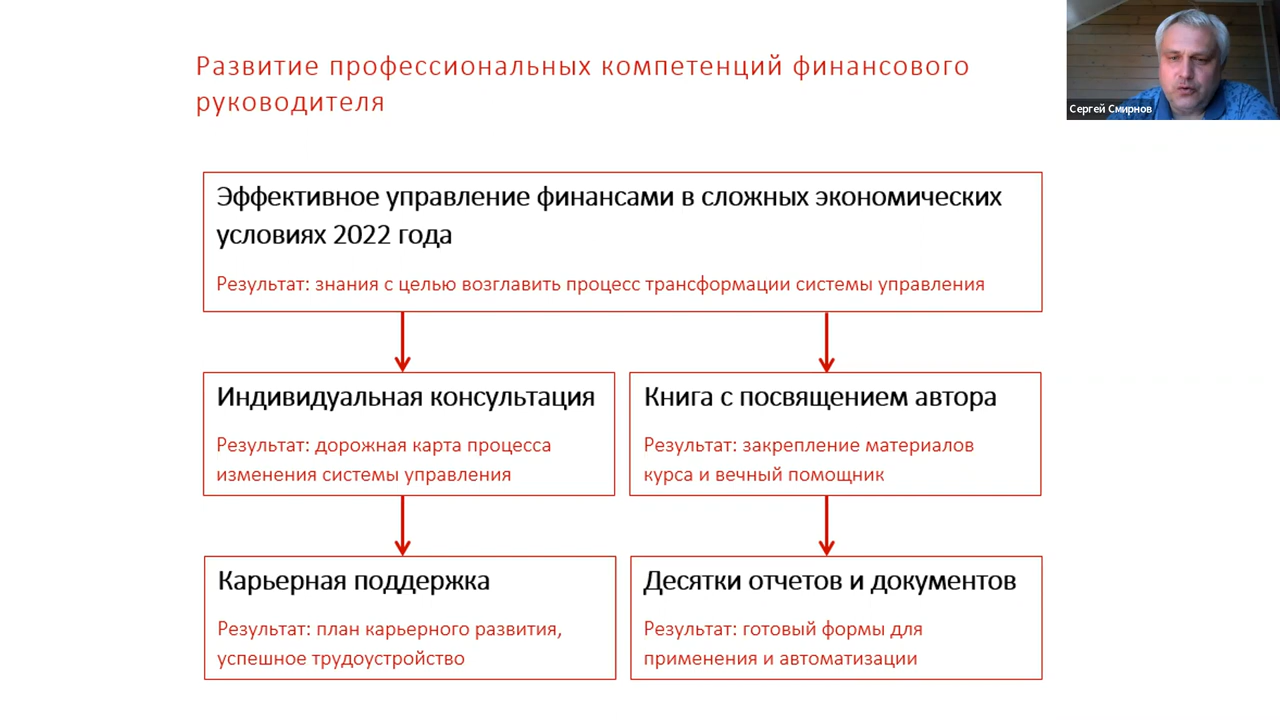 Развитие профессиональных компетенций финансового
руководителя
Сергей Смирнов
Эффективное управление финансами в сложных экономических
условиях 2022 года
Результат: знания с целью возглавить процесс трансформации системы управления
Индивидуальная консультация
Результат: дорожная карта процесса
изменения системы управления
Книга с посвящением автора
Результат: закрепление материалов
курса и вечный помощник
Карьерная поддержка
Результат: план карьерного развития,
успешное трудоустройство
Десятки отчетов и документов
Результат: готовый формы для
применения и автоматизации